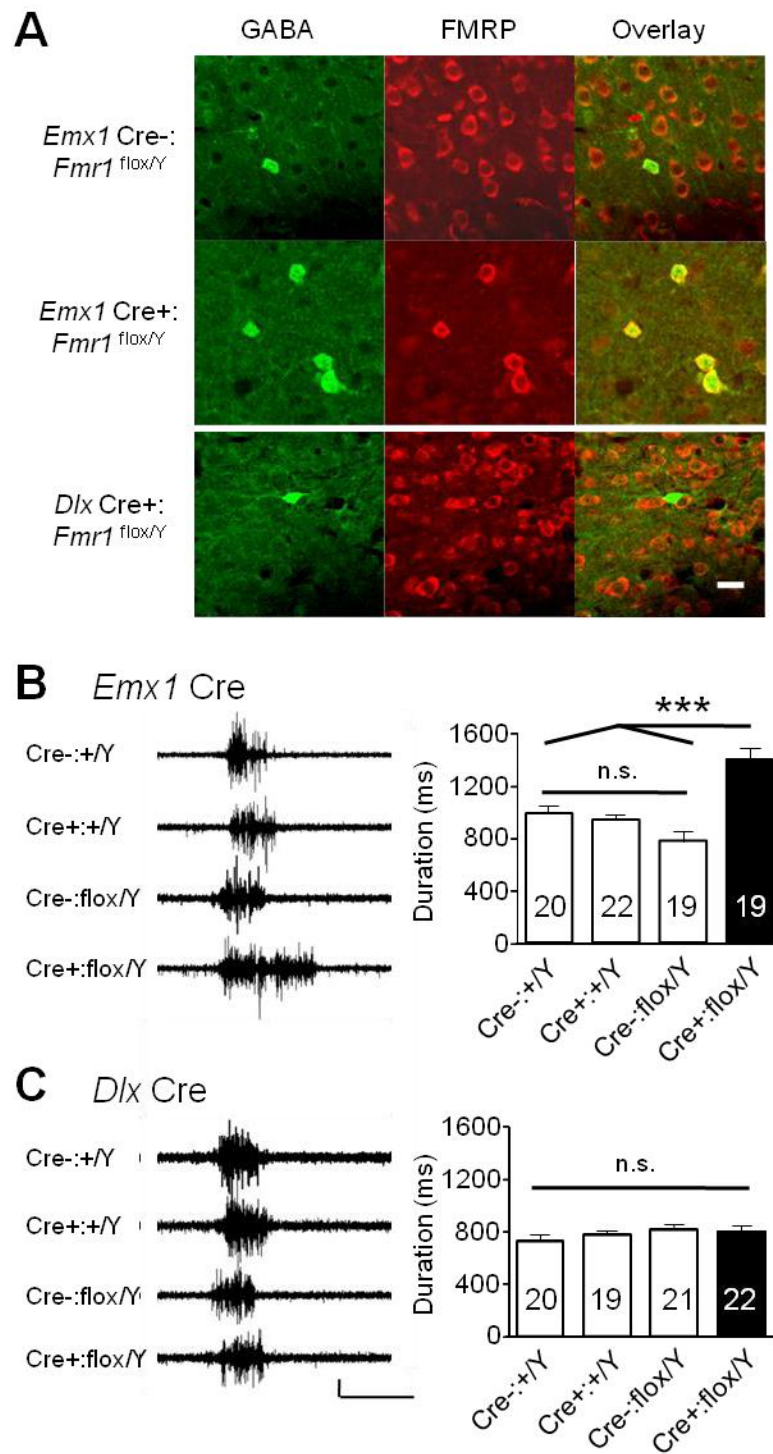 A
GABA FMRP Overlay
Emx1 Cre-:
Fmr1 flox/Y
Emx1 Cre+:
Fmr1 flox/Y
Dlx Cre+:
Fmr1 flox/Y
B Emx1 Cre
Cre-:+/Y
Cre+:+/Y
Cre-:flox/Y
Cre+:flox/Y
Duration (ms)
1600
1200
800
400
0
***
n.s.
20 22 19 19
Cre-:+/Y Cre+:+/Y Cre-:flox/Y Cre+:flox/Y
C Dlx Cre
Cre-:+/Y
Cre+:+/Y
Cre-:flox/Y
Cre+:flox/Y
Duration (ms)
1600
1200
800
400
0
n.s.
20 19 21 22
Cre-:+/Y Cre+:+/Y Cre-:flox/Y Cre+:flox/Y